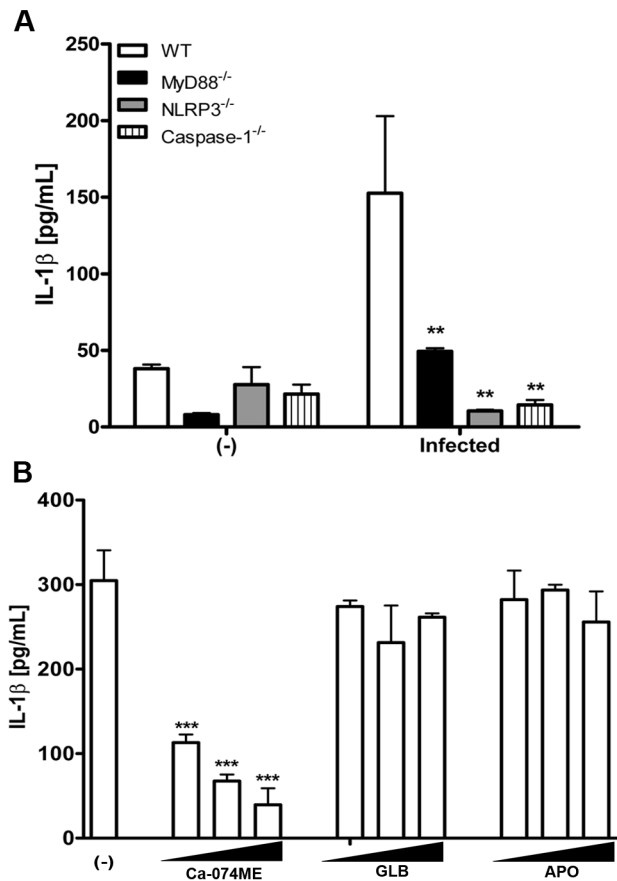 A
250
200
150
100
50
0
IL-1β [pg/mL]
WT
MyD88-/-
NLRP3-/-
Caspase-1-/-
**
**
**
(-)
Infected
B
400
300
200
100
0
IL-1β [pg/mL]
***
***
***
(-)
Ca-074ME
GLB
APO